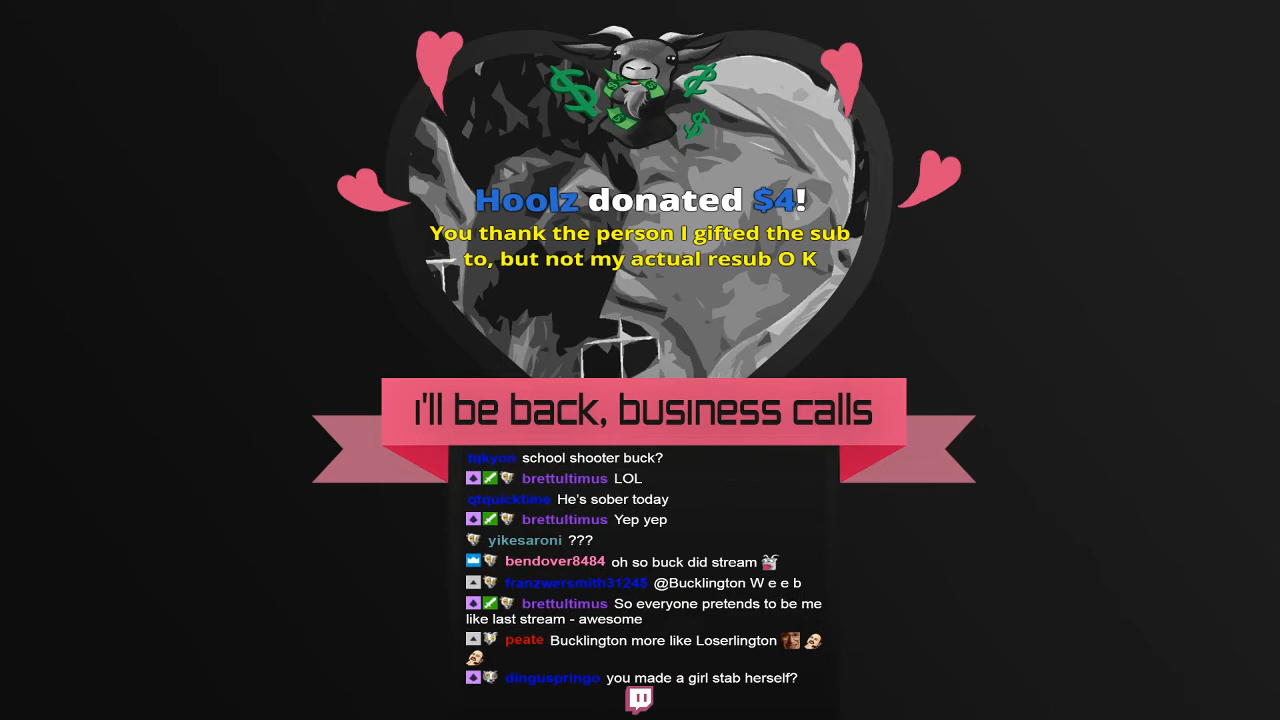 Hoolz donated $4!
You thank the person I gifted the sub
to, but not my actual resub O K
i'll be back, business calls
fqkyon school shooter buck?
brettultimus LOL
qtquicktime He's sober today
brettultimus Yep yep
yikesaroni ???
bendover8484 oh so buck did stream
franzwersmith31245 @Bucklington W e e b
brettultimus So everyone pretends to be me
like last stream - awesome
peate Bucklington more like Loserlington
dinguspringo you made a girl stab herself?